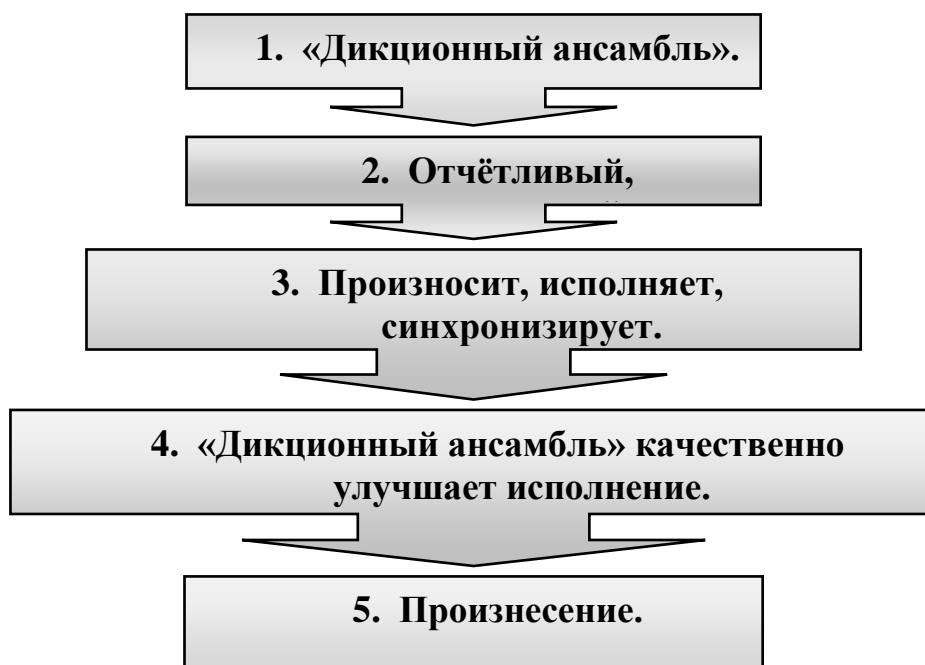 1. «Дикционный ансамбль».
2. Отчётливый,
3. Произносит, исполняет,
синхронизирует.
4. «Дикционный ансамбль» качественно
улучшает исполнение.
5. Произнесение.